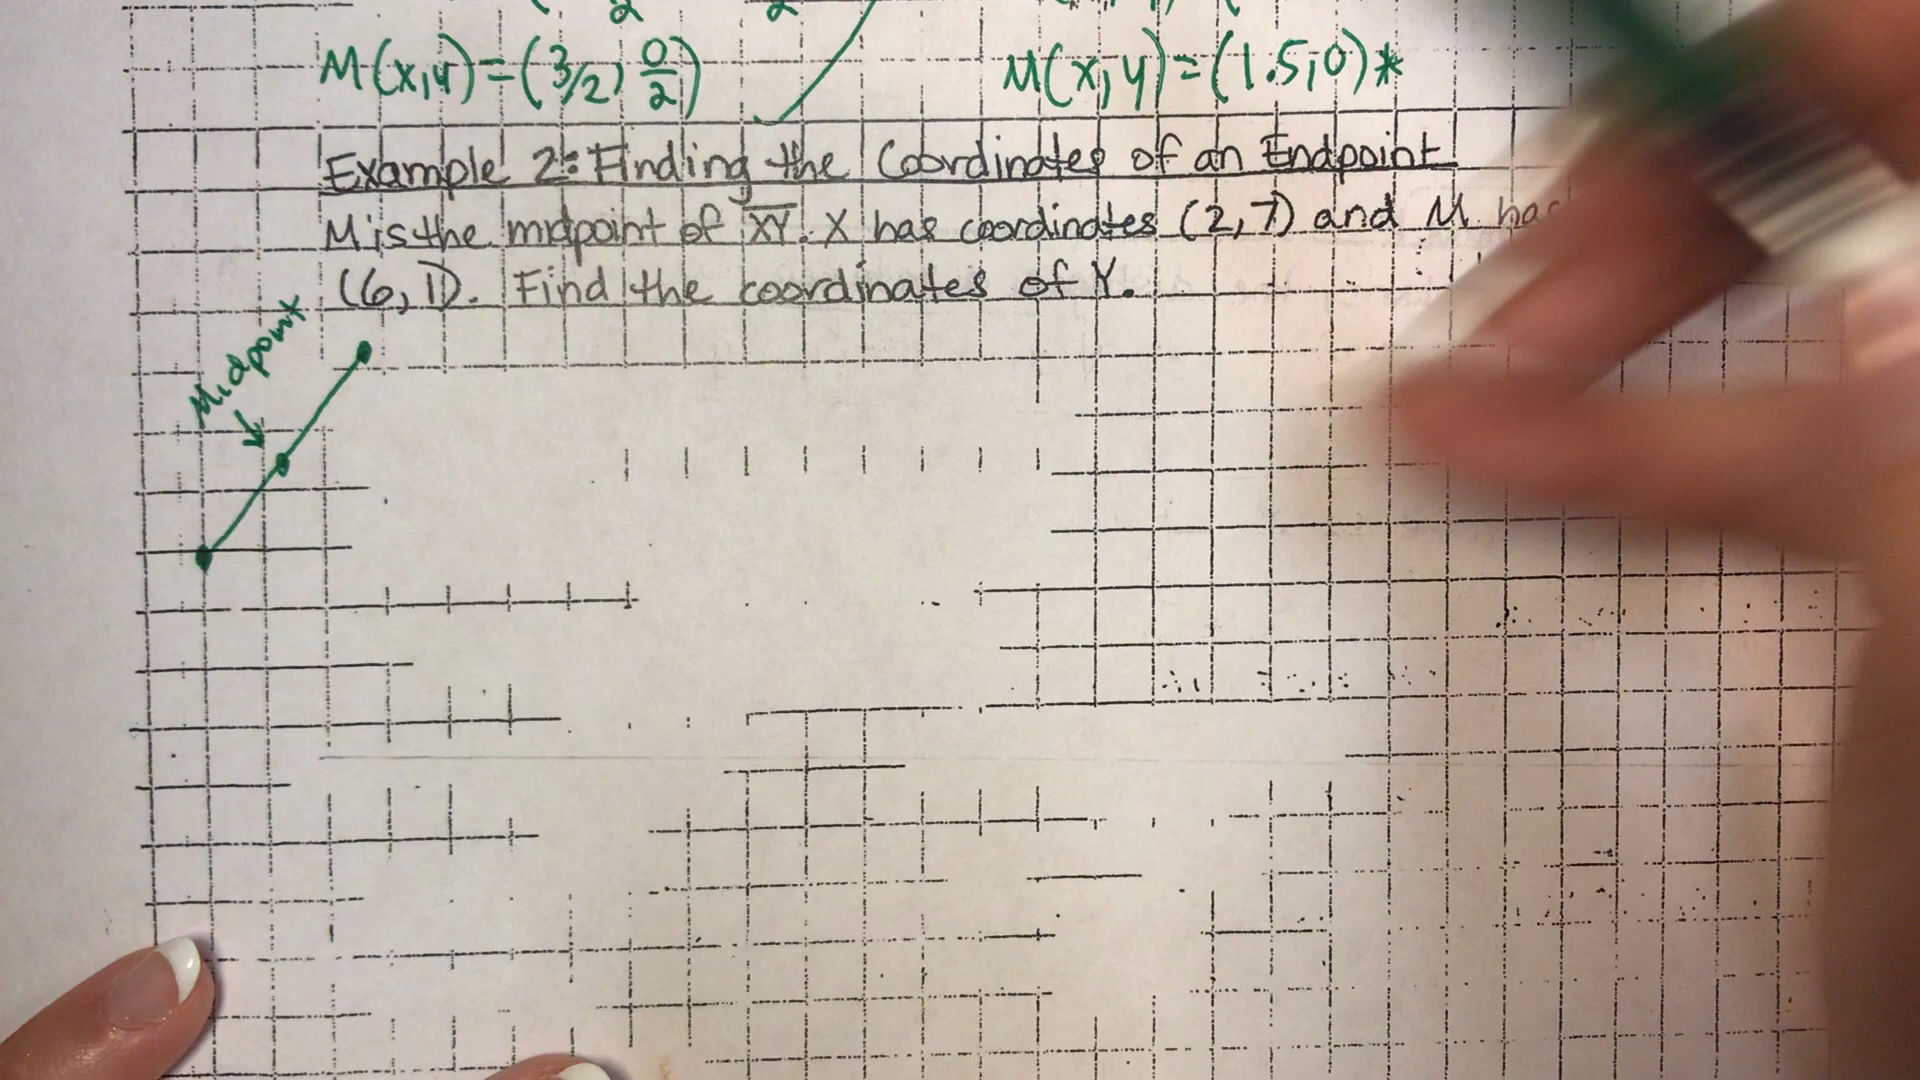 M(x,y)=(3/2, 0/2)
M(x,y)=(1.5,0)*
Example 2: Finding the Coordinates of an Endpoint
M is the midpoint of XY. X has coordinates (2,7) and M has
(6,1). Find the coordinates of Y.
Midpoint